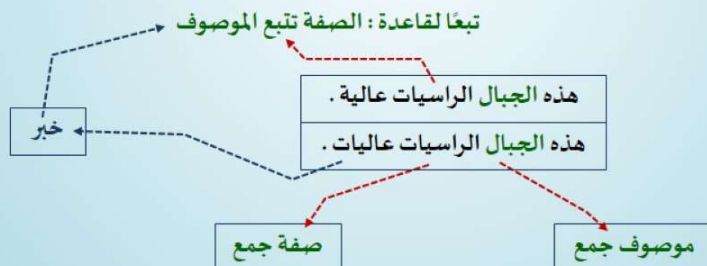 تبعًا لقاعدة : الصفة تتبع الموصوف
هذه الجبال الراسيات عالية .
هذه الجبال الراسيات عاليات .
خبر
موصوف جمع
صفة جمع